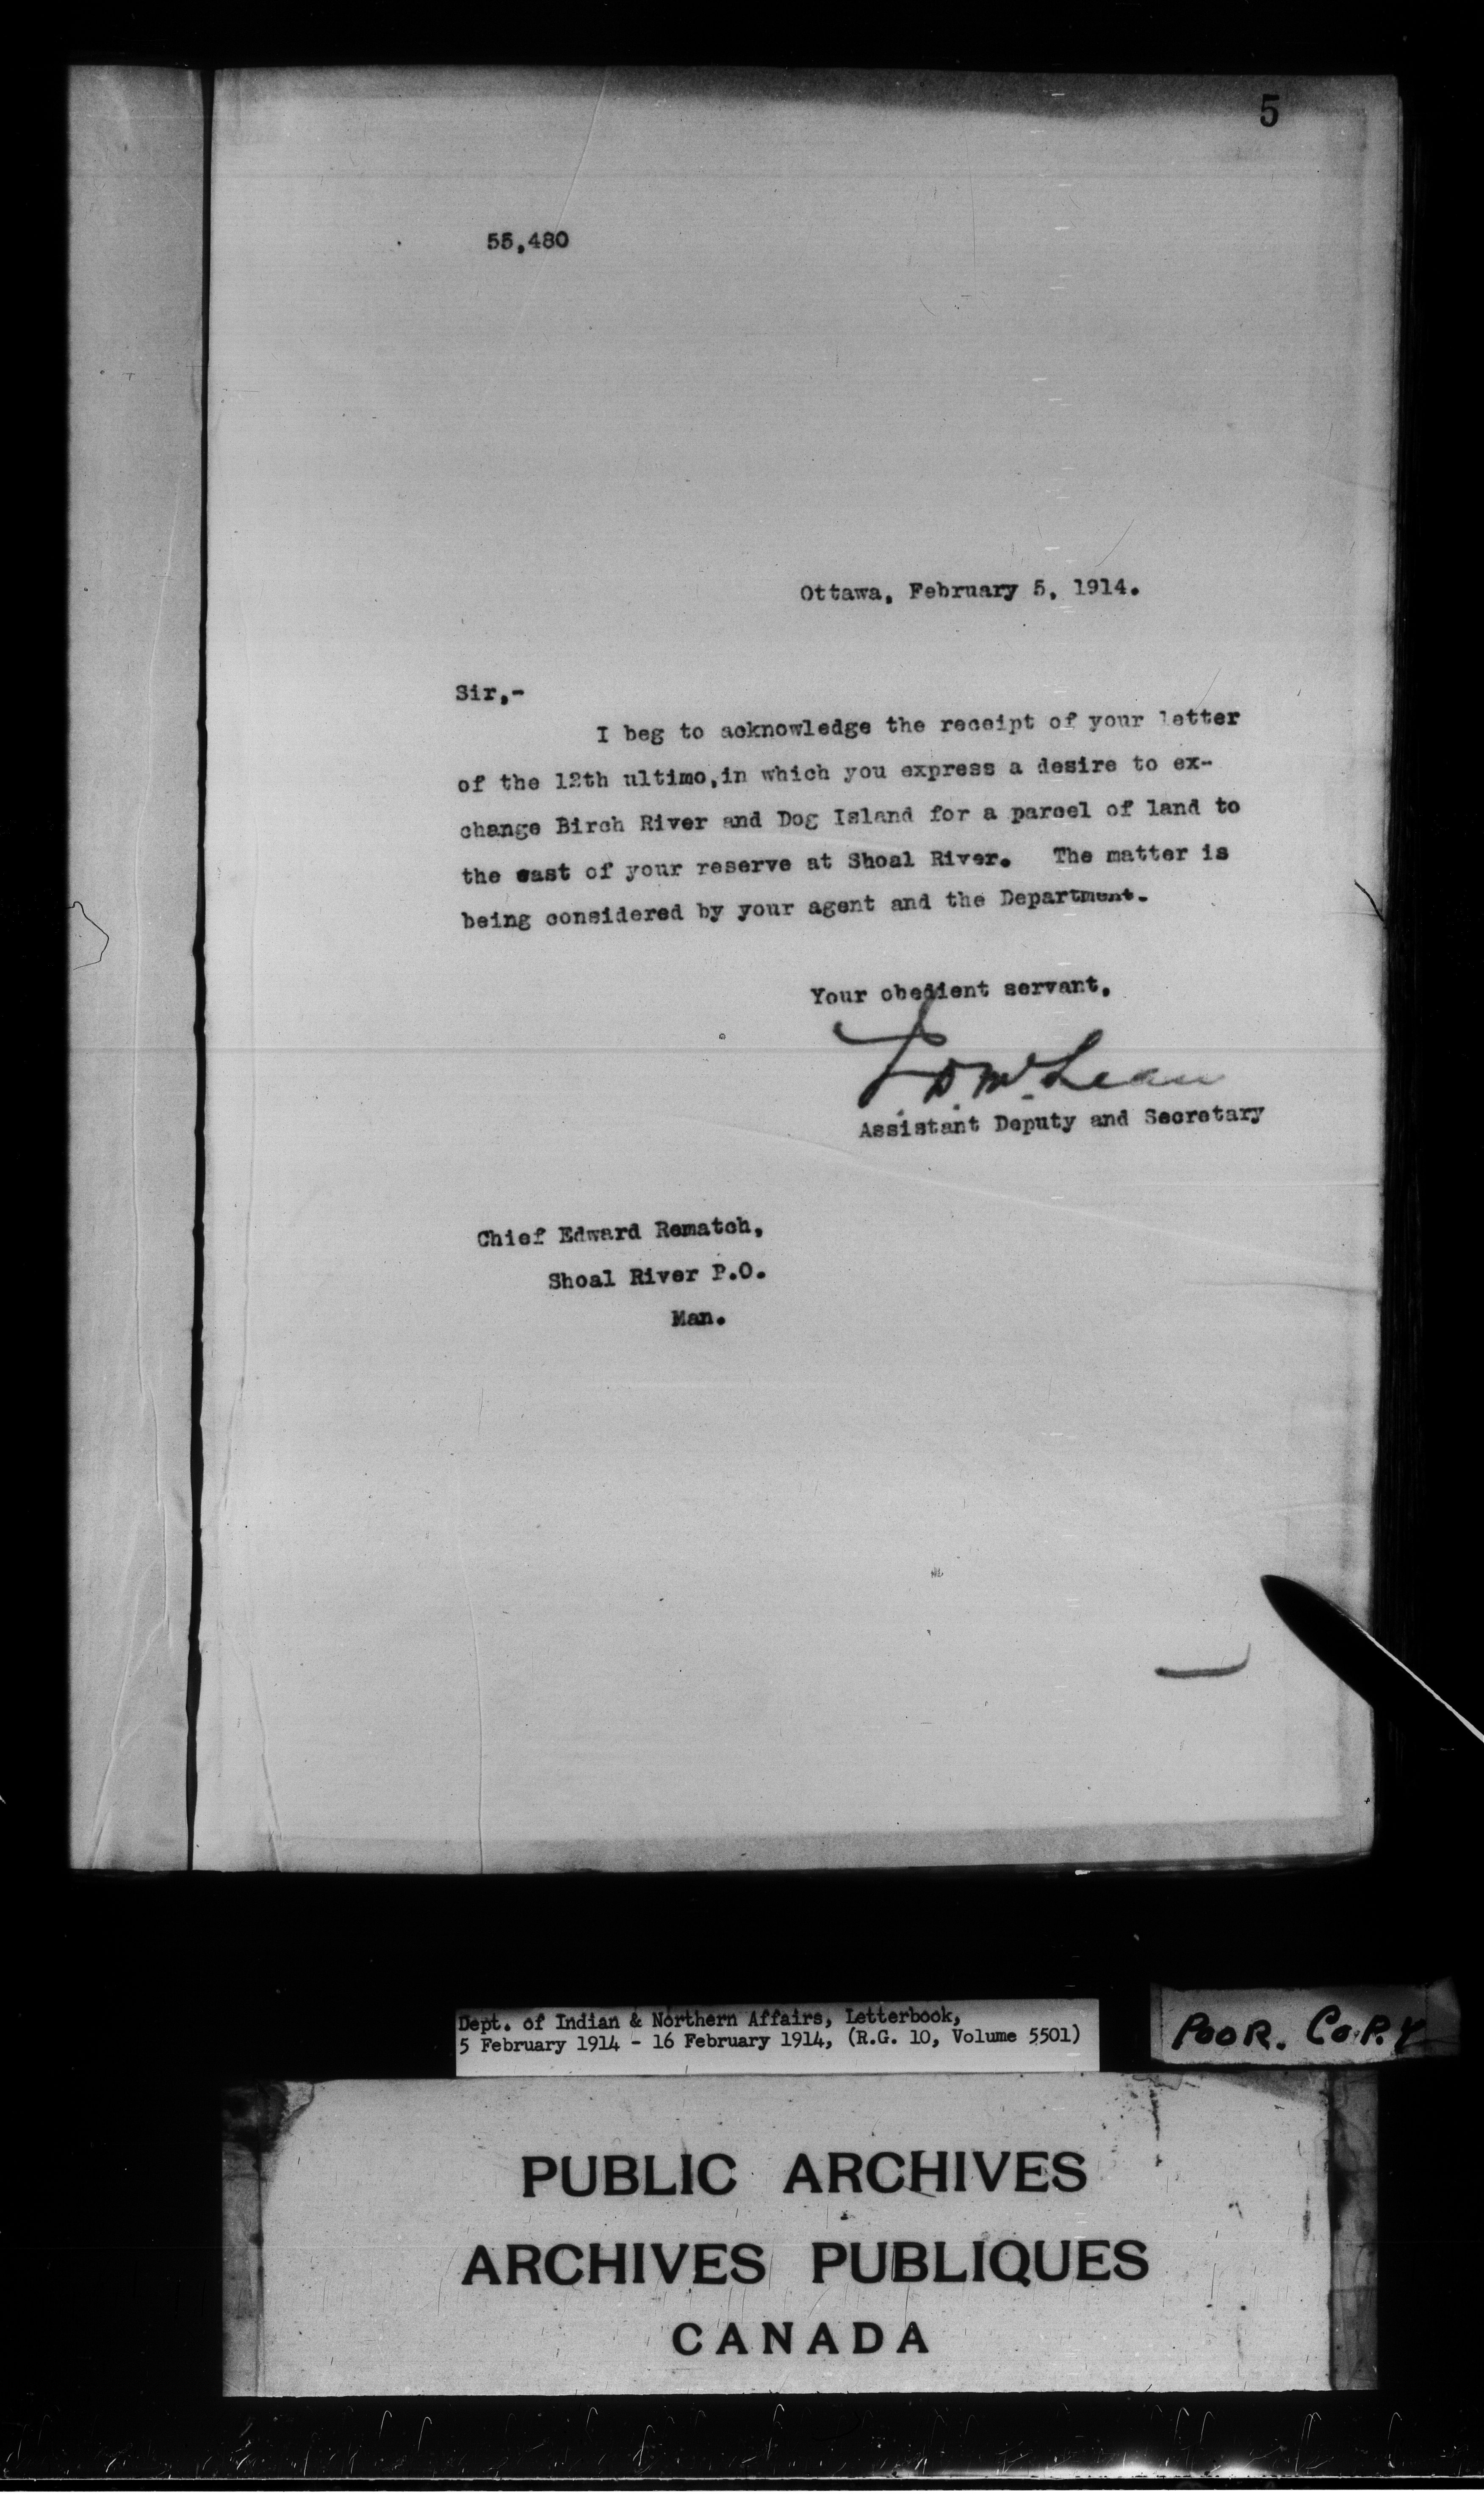 5
55,480
Ottawa, February 5, 1914.
Sir,-
I beg to acknowledge the receipt of your letter
of the 12th ultimo,in which you express a desire to ex-
change Birch River and Dog Island for a parcel of land to
the east of your reserve at Shoal River. The matter is
being considered by your agent and the Department.
Your obedient servant,
J. D. McLean
Assistant Deputy and Secretary
Chief Edward Rematch,
Shoal River P.O.
Man.
Dept. of Indian & Northern Affairs, Letterbook,
5 February 1914 - 16 February 1914, (R.G. 10, Volume 5501)
POOR. COPY
PUBLIC ARCHIVES
ARCHIVES PUBLIQUES
CANADA